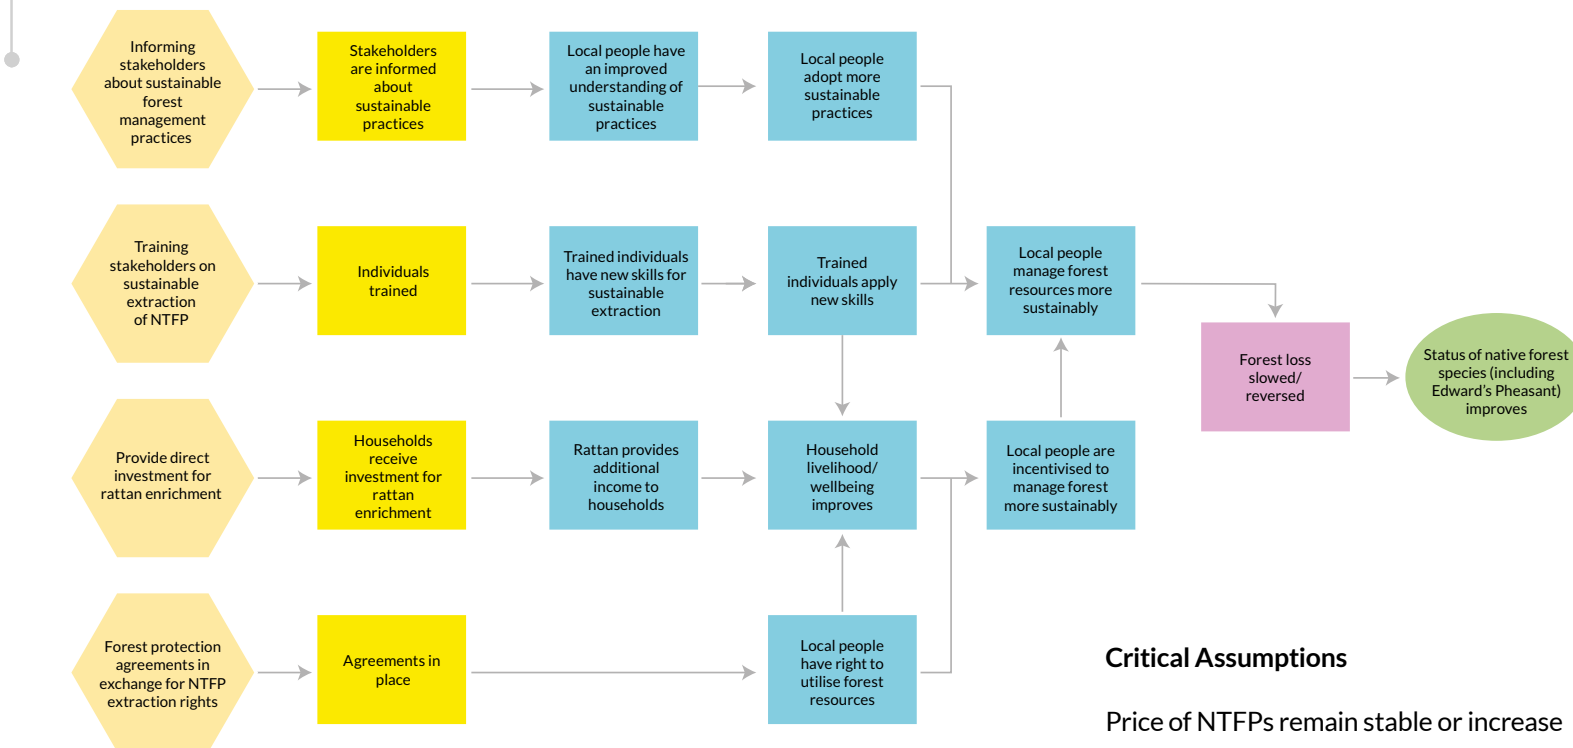 Informing
stakeholders
about sustainable
forest
management
practices
Stakeholders
are informed
about
sustainable
practices
Local people have
an improved
understanding of
sustainable
practices
Local people
adopt more
sustainable
practices
Training
stakeholders on
sustainable
extraction
of NTFP
Individuals
trained
Trained individuals
have new skills for
sustainable
extraction
Trained
individuals apply
new skills
Local people
manage forest
resources more
sustainably
Forest loss
slowed/
reversed
Status of native forest
species (including
Edward's Pheasant)
improves
Provide direct
investment for
rattan enrichment
Households
receive
investment for
rattan
enrichment
Rattan provides
additional
income to
households
Household
livelihood/
wellbeing
improves
Local people are
incentivised to
manage forest
more sustainably
Forest protection
agreements in
exchange for NTFP
extraction rights
Agreements in
place
Local people
have right to
utilise forest
resources
Critical Assumptions
Price of NTFPs remain stable or increase